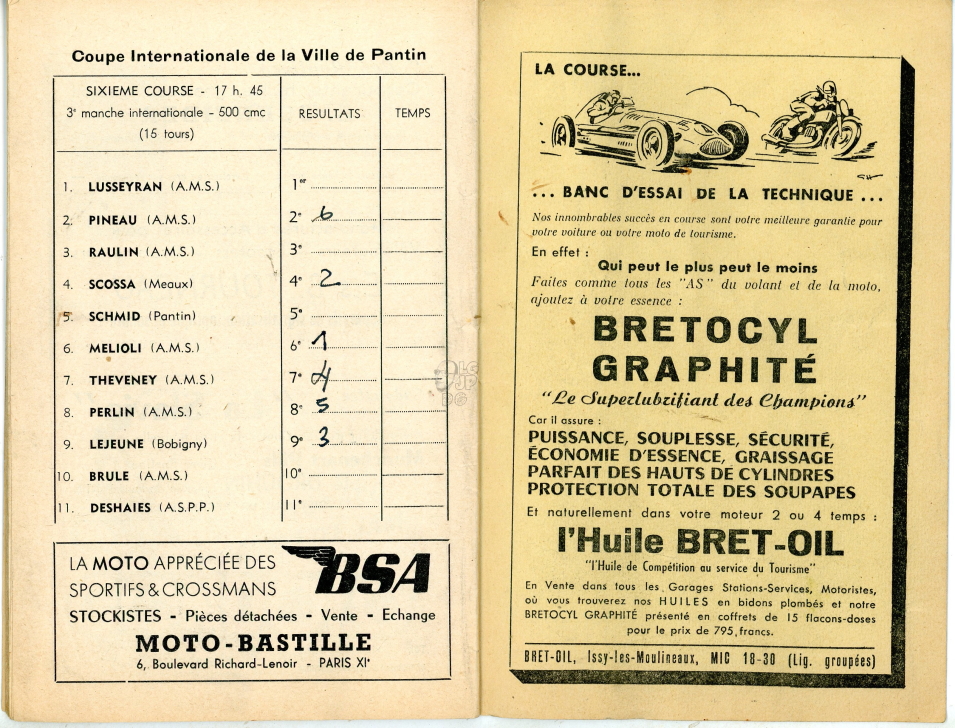 Coupe Internationale de la Ville de Pantin
SIXIEME COURSE - 17 h. 45
3e manche internationale - 500 cmc
(15 tours)
RESULTATS
TEMPS
1. LUSSEYRAN (A.M.S.) 1er
2. PINEAU (A.M.S.) 2e 6
3. RAULIN (A.M.S.) 3e
4. SCOSSA (Meaux) 4e 2
5. SCHMID (Pantin) 5e
6. MELIOLI (A.M.S.) 6e 1
7. THEVENEY (A.M.S.) 7e 4
8. PERLIN (A.M.S.) 8e 5
9. LEJEUNE (Bobigny) 9e 3
10. BRULE (A.M.S.) 10e
11. DESHAIES (A.S.P.P.) 11e
LA MOTO APPRÉCIÉE DES
SPORTIFS & CROSSMANS
BSA
STOCKISTES - Pièces détachées - Vente - Echange
MOTO-BASTILLE
6, Boulevard Richard-Lenoir - PARIS XIe
LA COURSE...
... BANC D'ESSAI DE LA TECHNIQUE ...
Nos innombrables succès en course sont votre meilleure garantie pour
votre voiture ou votre moto de tourisme.
En effet :
Qui peut le plus peut le moins
Faites comme tous les "AS" du volant et de la moto,
ajoutez à votre essence :
BRETOCYL
GRAPHITÉ
"Le Superlubrifiant des Champions"
Car il assure :
PUISSANCE, SOUPLESSE, SÉCURITÉ,
ÉCONOMIE D'ESSENCE, GRAISSAGE
PARFAIT DES HAUTS DE CYLINDRES
PROTECTION TOTALE DES SOUPAPES
Et naturellement dans votre moteur 2 ou 4 temps :
l'Huile BRET-OIL
"l'Huile de Compétition au service du Tourisme"
En Vente dans tous les Garages Stations-Services, Motoristes,
où vous trouverez nos HUILES en bidons plombés et notre
BRETOCYL GRAPHITÉ présenté en coffrets de 15 flacons-doses
pour le prix de 795 francs.
BRET-OIL, Issy-les-Moulineaux, MIC 18-30 (Lig. groupées)